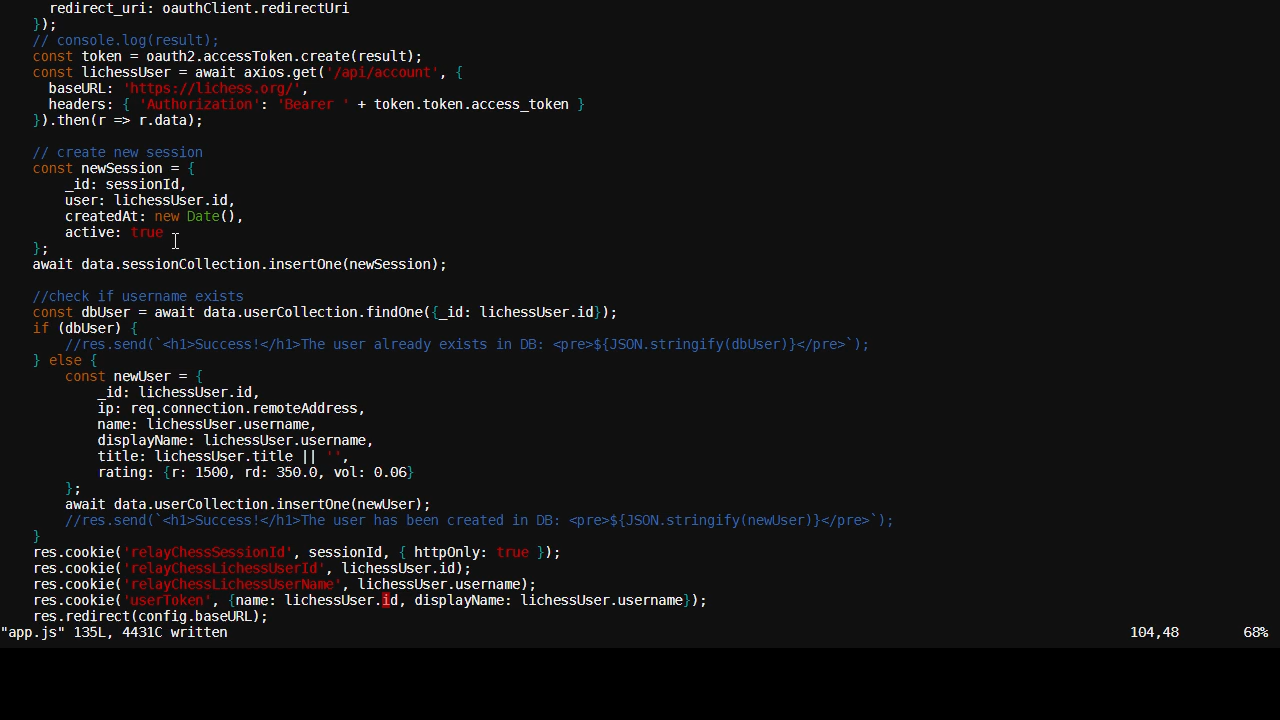 redirect_uri: oauthClient.redirectUri
});
// console.log(result);
const token = oauth2.accessToken.create(result);
const lichessUser = await axios.get('/api/account', {
baseURL: 'https://lichess.org/',
headers: { 'Authorization': 'Bearer ' + token.token.access_token }
}).then(r => r.data);
// create new session
const newSession = {
_id: sessionId,
user: lichessUser.id,
createdAt: new Date(),
active: true
};
await data.sessionCollection.insertOne(newSession);
//check if username exists
const dbUser = await data.userCollection.findOne({_id: lichessUser.id});
if (dbUser) {
//res.send(`<h1>Success!</h1>The user already exists in DB: <pre>${JSON.stringify(dbUser)}</pre>`);
} else {
const newUser = {
_id: lichessUser.id,
ip: req.connection.remoteAddress,
name: lichessUser.username,
displayName: lichessUser.username,
title: lichessUser.title || '',
rating: {r: 1500, rd: 350.0, vol: 0.06}
};
await data.userCollection.insertOne(newUser);
//res.send(`<h1>Success!</h1>The user has been created in DB: <pre>${JSON.stringify(newUser)}</pre>`);
}
res.cookie('relayChessSessionId', sessionId, { httpOnly: true });
res.cookie('relayChessLichessUserId', lichessUser.id);
res.cookie('relayChessLichessUserName', lichessUser.username);
res.cookie('userToken', {name: lichessUser.id, displayName: lichessUser.username});
res.redirect(config.baseURL);
"app.js" 135L, 4431C written 104,48 68%